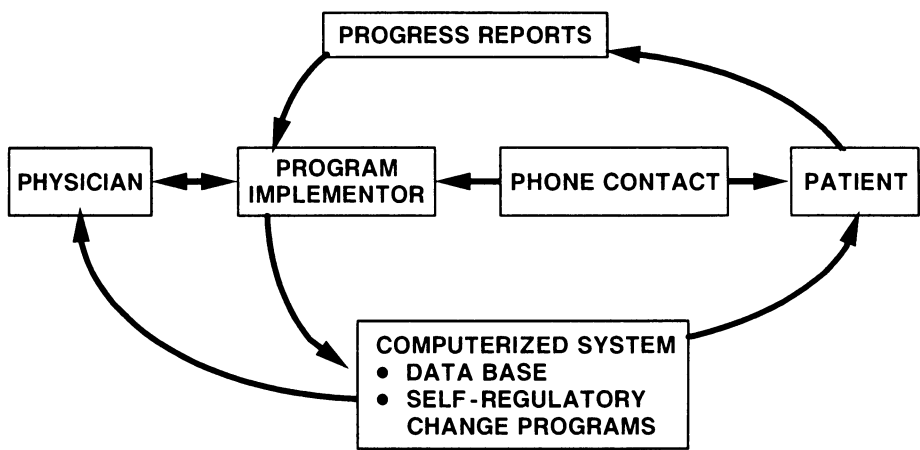 PROGRESS REPORTS
PHYSICIAN
PROGRAM
IMPLEMENTOR
PHONE CONTACT
PATIENT
COMPUTERIZED SYSTEM
● DATA BASE
● SELF-REGULATORY
CHANGE PROGRAMS